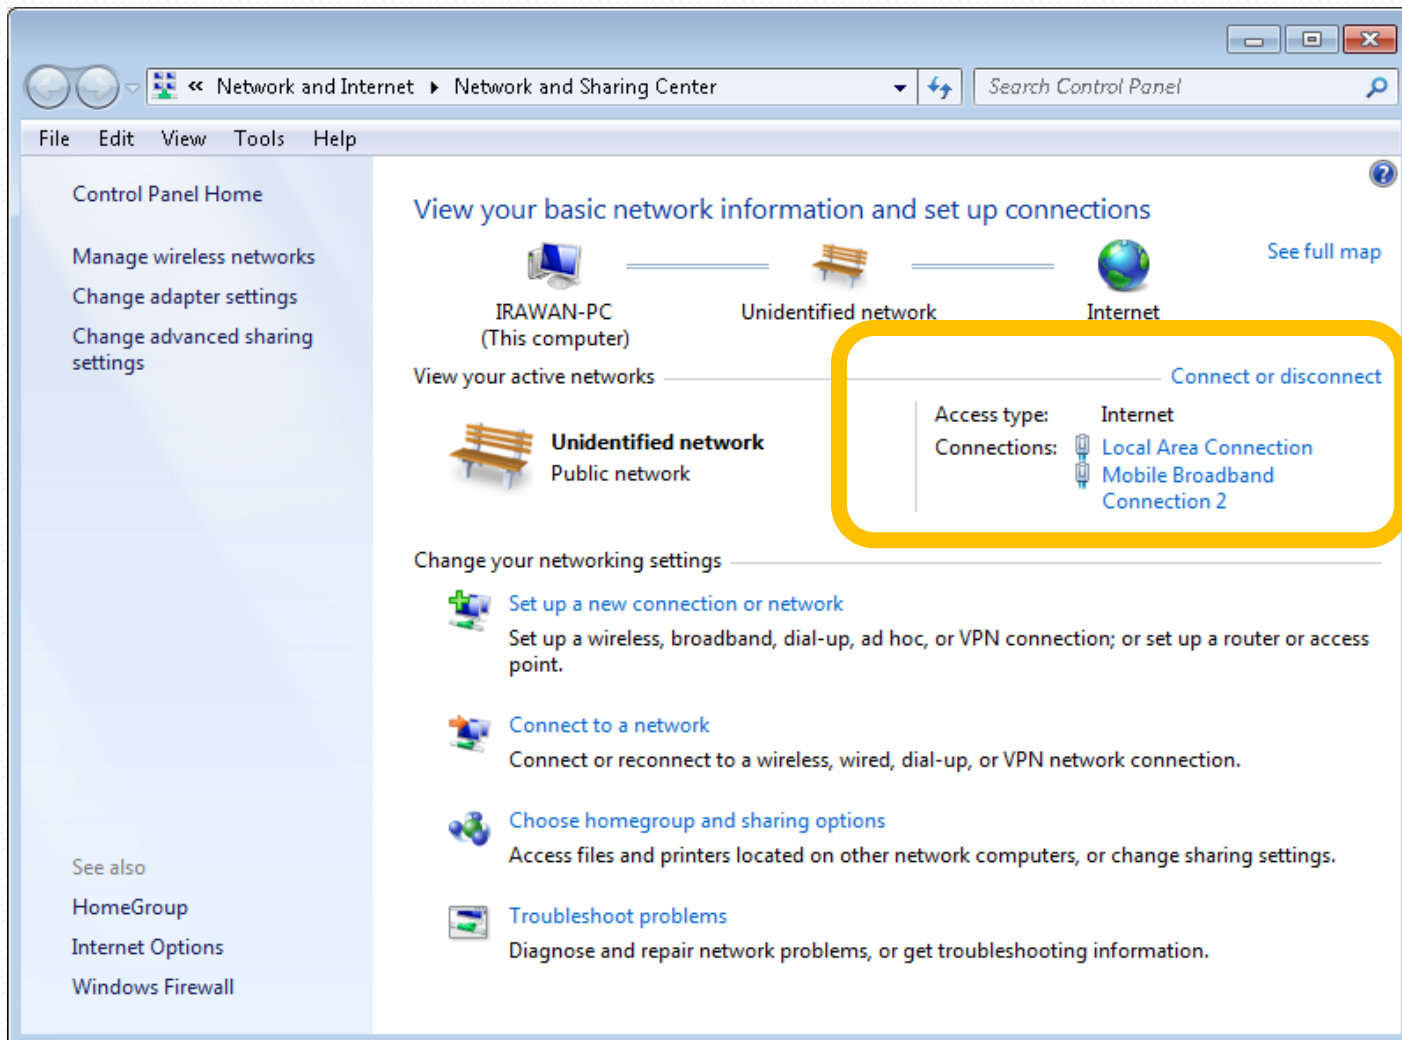 « Network and Internet ▸ Network and Sharing Center
Search Control Panel
File Edit View Tools Help
Control Panel Home
Manage wireless networks
Change adapter settings
Change advanced sharing
settings
See also
HomeGroup
Internet Options
Windows Firewall
View your basic network information and set up connections
See full map
IRAWAN-PC
(This computer)
Unidentified network
Internet
View your active networks
Connect or disconnect
Unidentified network
Public network
Access type: Internet
Connections: Local Area Connection
Mobile Broadband
Connection 2
Change your networking settings
Set up a new connection or network
Set up a wireless, broadband, dial-up, ad hoc, or VPN connection; or set up a router or access
point.
Connect to a network
Connect or reconnect to a wireless, wired, dial-up, or VPN network connection.
Choose homegroup and sharing options
Access files and printers located on other network computers, or change sharing settings.
Troubleshoot problems
Diagnose and repair network problems, or get troubleshooting information.